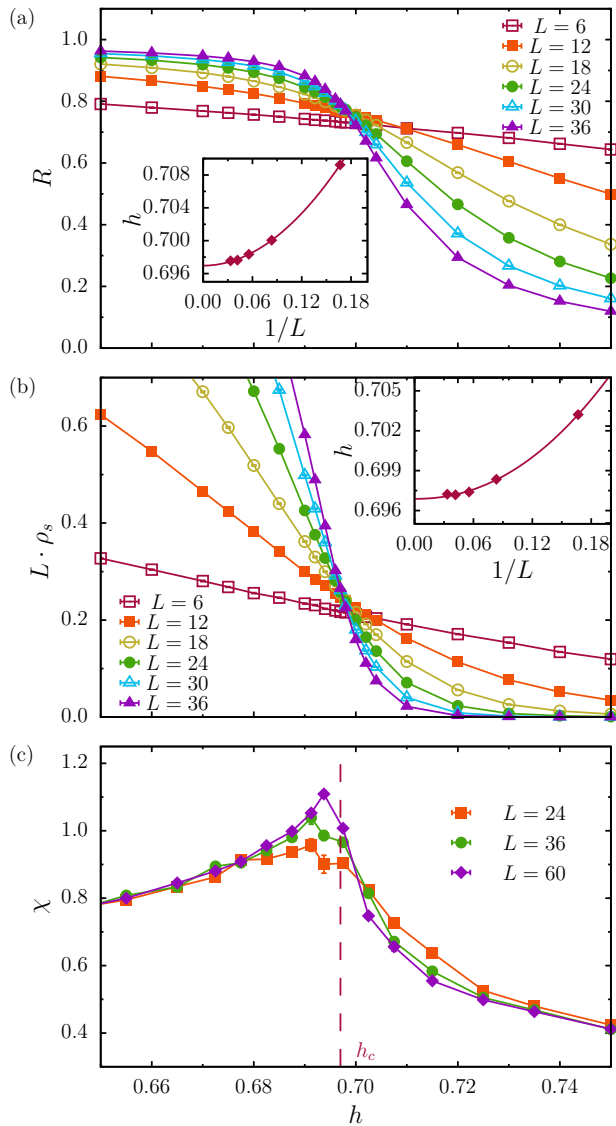 (a)
1.0
0.8
0.6
0.4
0.2
0.0
R
L = 6
L = 12
L = 18
L = 24
L = 30
L = 36
0.708
0.704
0.700
0.696
h
0.00 0.06 0.12 0.18
1/L
(b)
0.6
0.4
0.2
0.0
L · ρs
L = 6
L = 12
L = 18
L = 24
L = 30
L = 36
0.705
0.702
0.699
0.696
h
0.00 0.06 0.12 0.18
1/L
(c)
1.2
1.0
0.8
0.6
0.4
χ
L = 24
L = 36
L = 60
hc
0.66 0.68 0.70 0.72 0.74
h